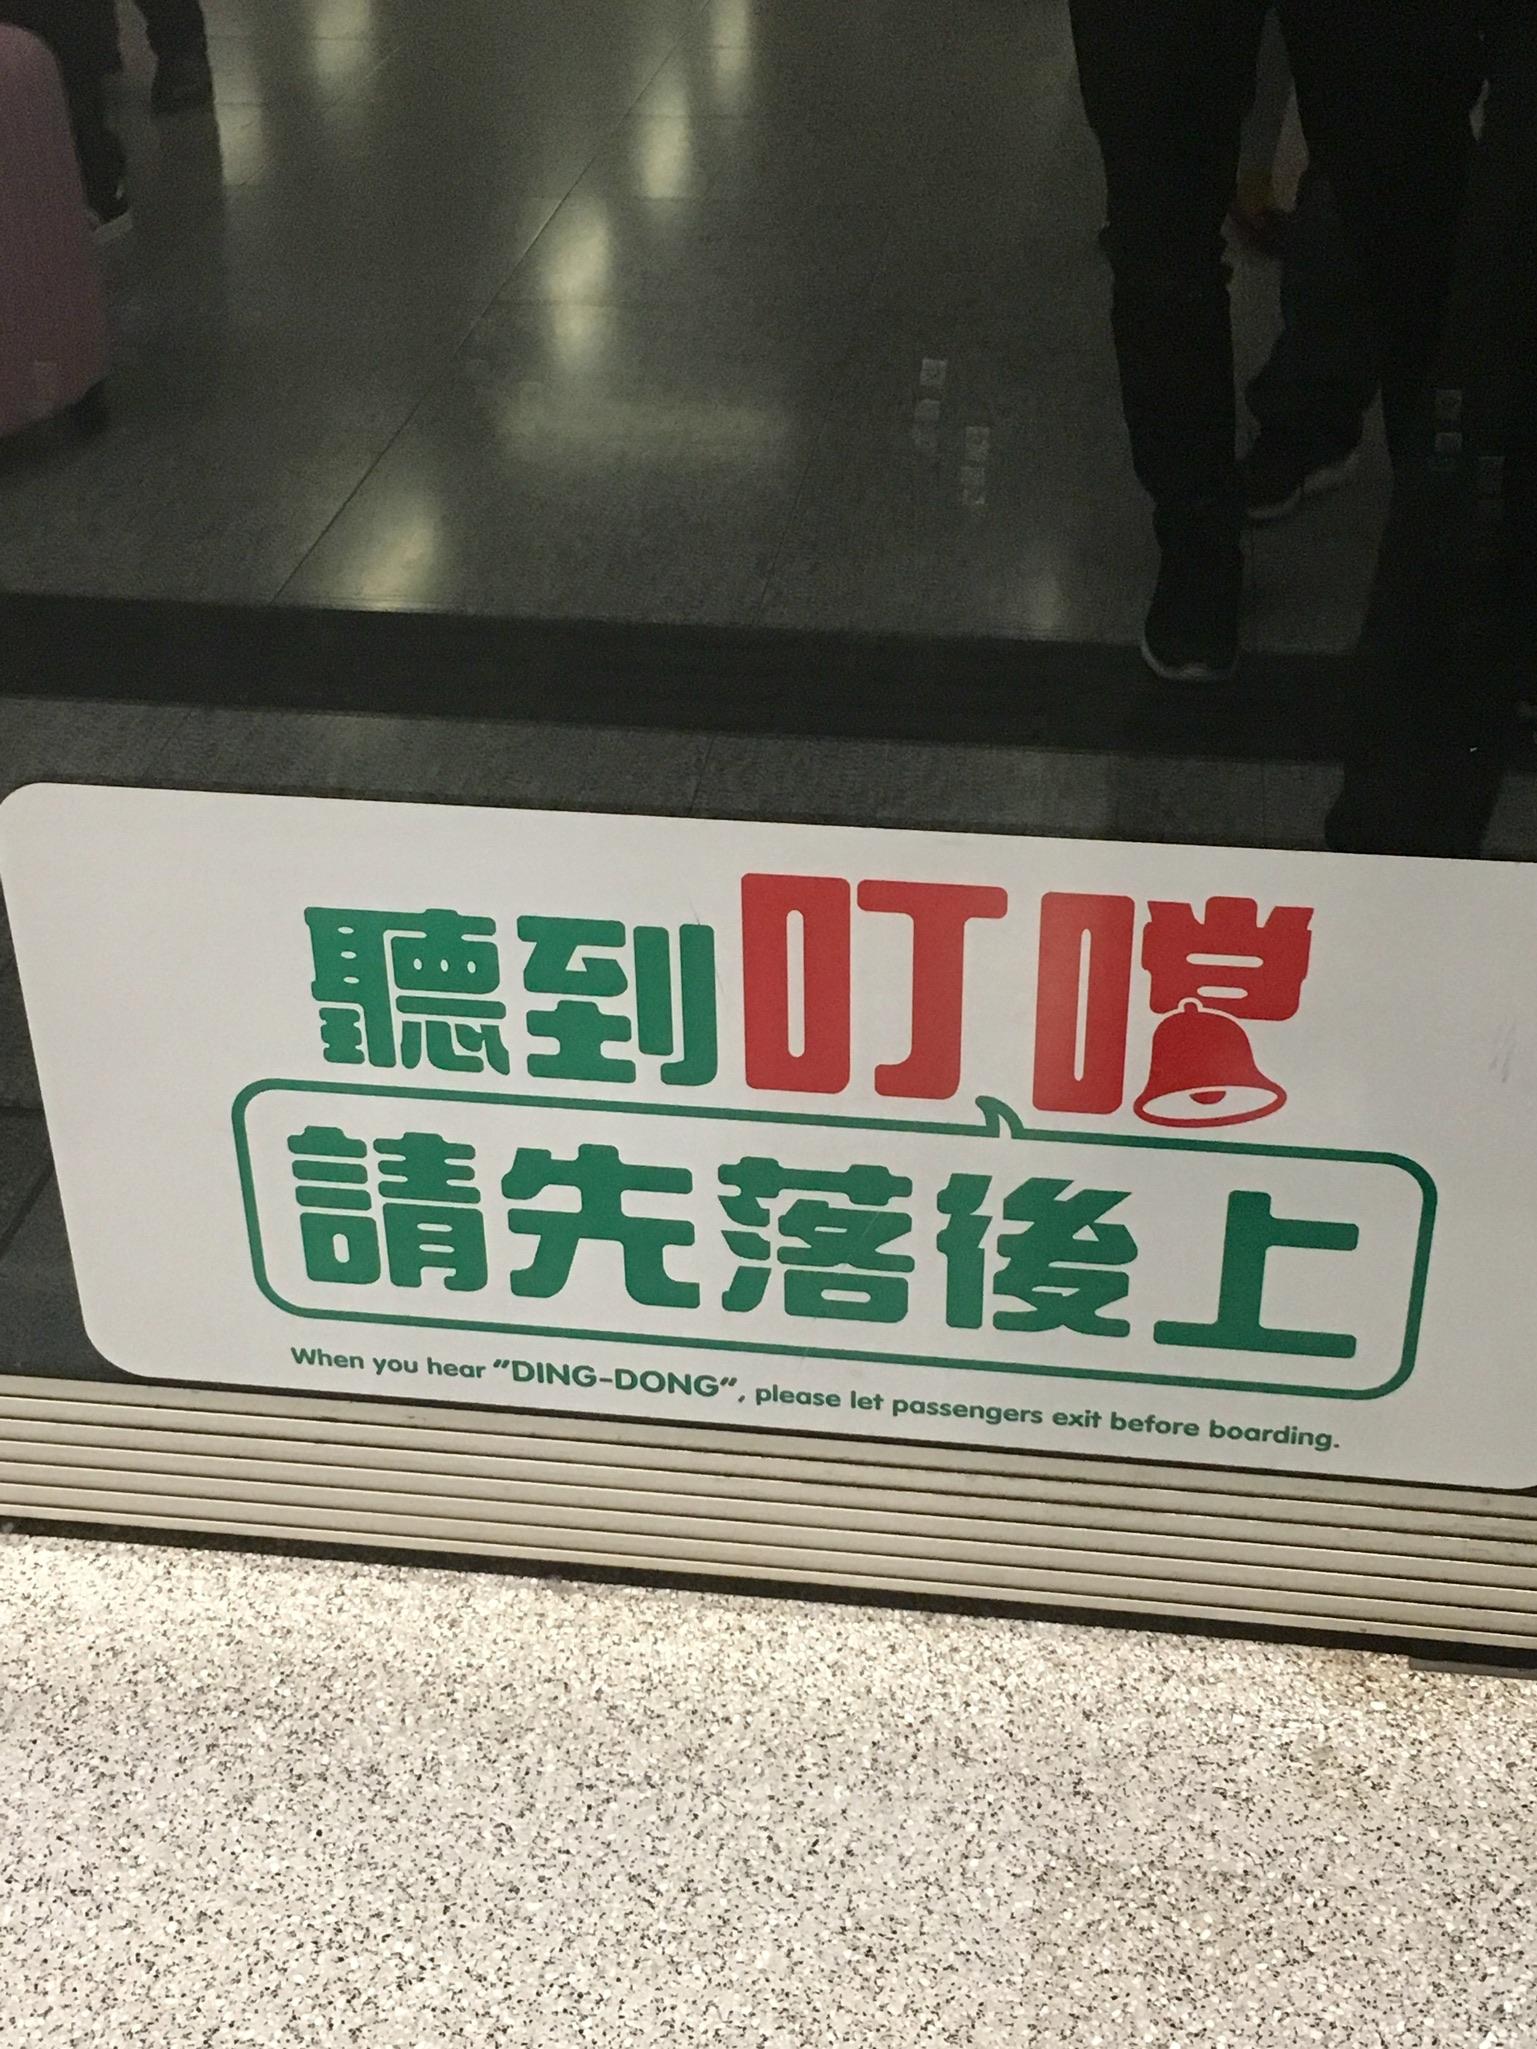 聽到叮噹
請先落後上
When you hear "DING-DONG", please let passengers exit before boarding.